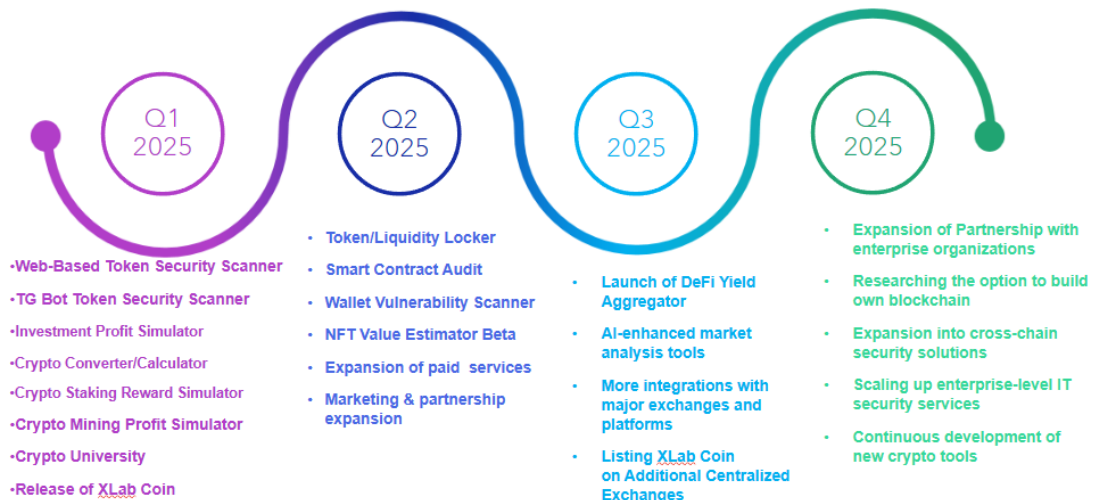 Q1
2025
•Web-Based Token Security Scanner
•TG Bot Token Security Scanner
•Investment Profit Simulator
•Crypto Converter/Calculator
•Crypto Staking Reward Simulator
•Crypto Mining Profit Simulator
•Crypto University
•Release of XLab Coin
Q2
2025
• Token/Liquidity Locker
• Smart Contract Audit
• Wallet Vulnerability Scanner
• NFT Value Estimator Beta
• Expansion of paid services
• Marketing & partnership
expansion
Q3
2025
• Launch of DeFi Yield
Aggregator
• AI-enhanced market
analysis tools
• More integrations with
major exchanges and
platforms
• Listing XLab Coin
on Additional Centralized
Exchanges
Q4
2025
• Expansion of Partnership with
enterprise organizations
• Researching the option to build
own blockchain
• Expansion into cross-chain
security solutions
• Scaling up enterprise-level IT
security services
• Continuous development of
new crypto tools